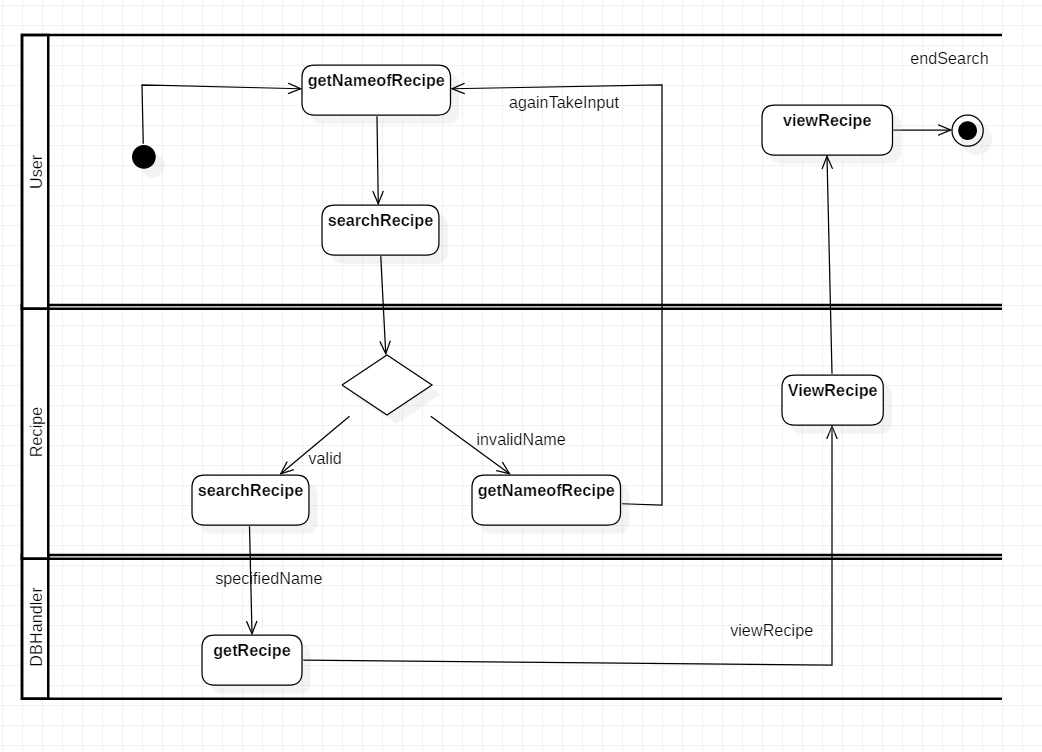 User
getNameofRecipe
againTakeInput
searchRecipe
endSearch
viewRecipe
Recipe
invalidName
valid
searchRecipe
getNameofRecipe
ViewRecipe
DBHandler
specifiedName
getRecipe
viewRecipe